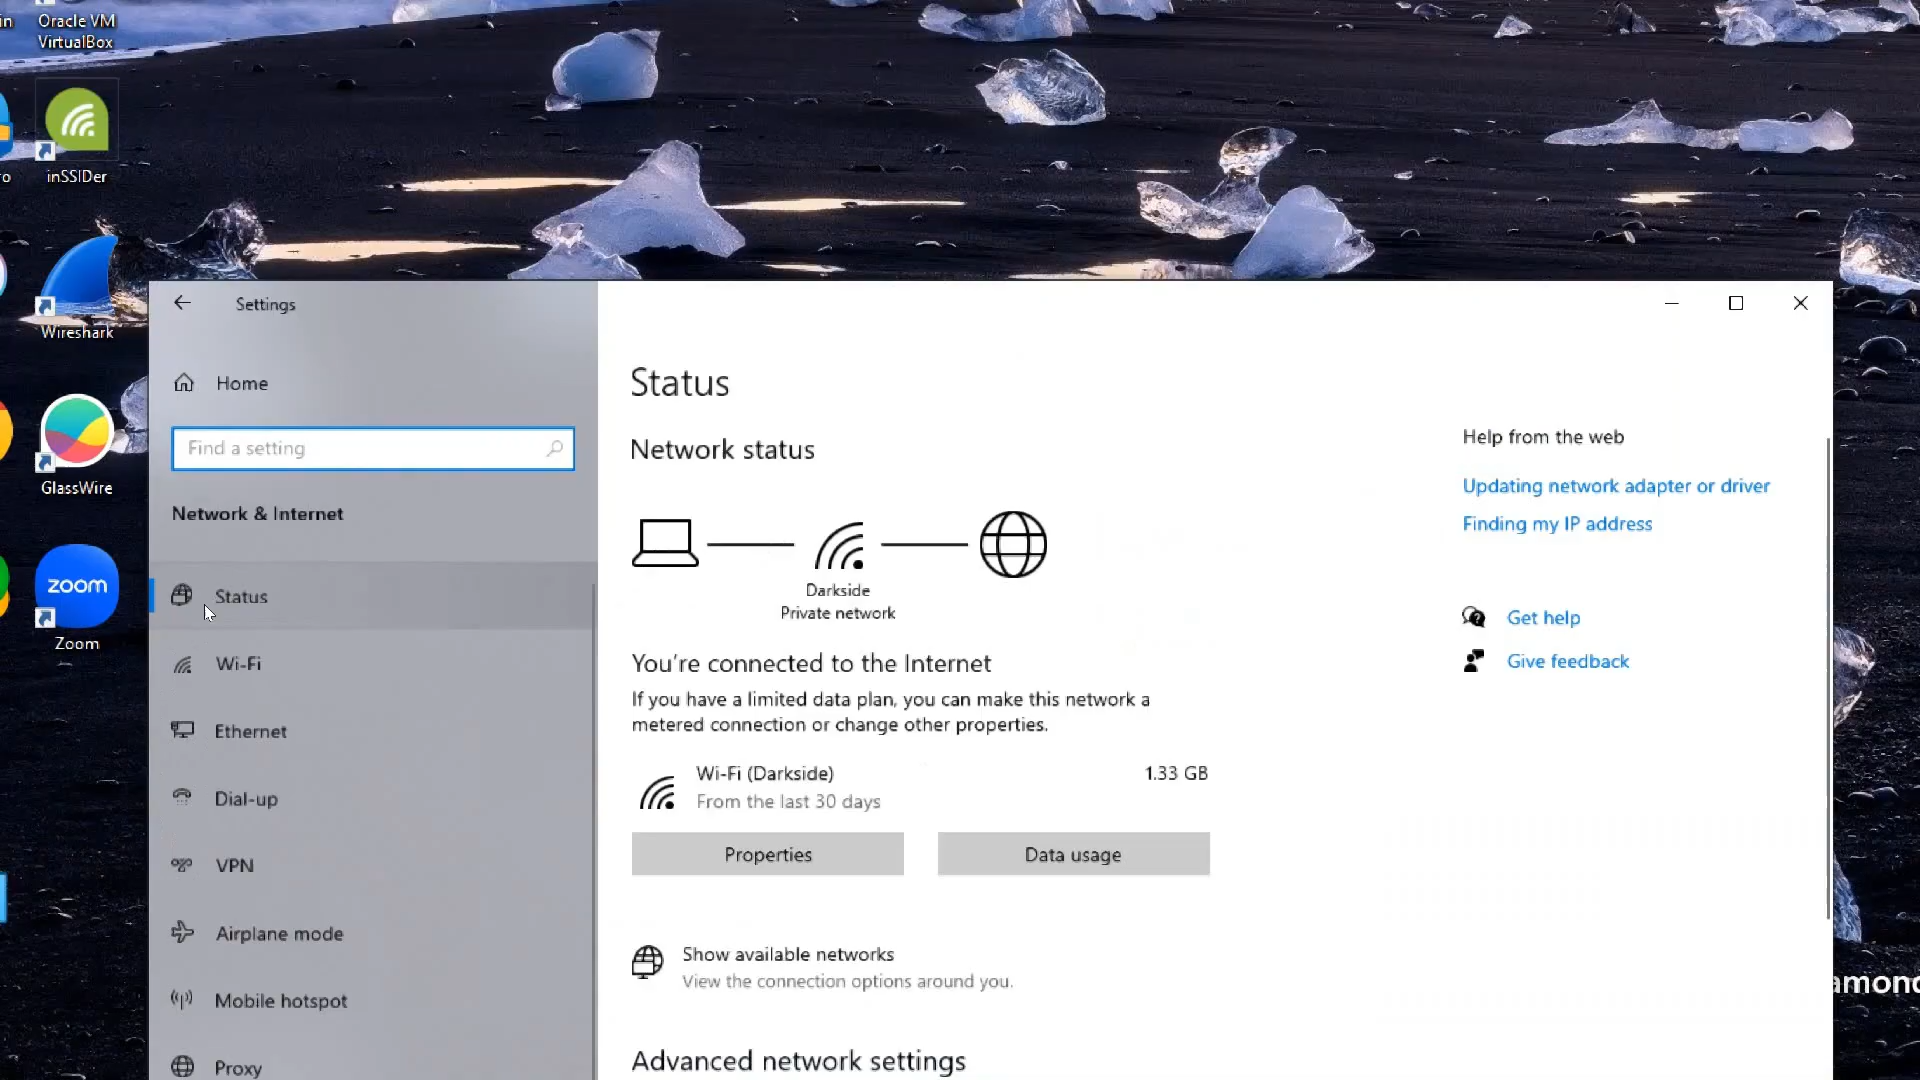 Oracle VM
VirtualBox
inSSIDer
Wireshark
GlassWire
zoom
Zoom
Settings
Home
Find a setting
Network & Internet
Status
Wi-Fi
Ethernet
Dial-up
VPN
Airplane mode
Mobile hotspot
Proxy
Status
Network status
Darkside
Private network
You're connected to the Internet
If you have a limited data plan, you can make this network a
metered connection or change other properties.
Wi-Fi (Darkside)
1.33 GB
From the last 30 days
Properties
Data usage
Show available networks
View the connection options around you.
Advanced network settings
Help from the web
Updating network adapter or driver
Finding my IP address
Get help
Give feedback